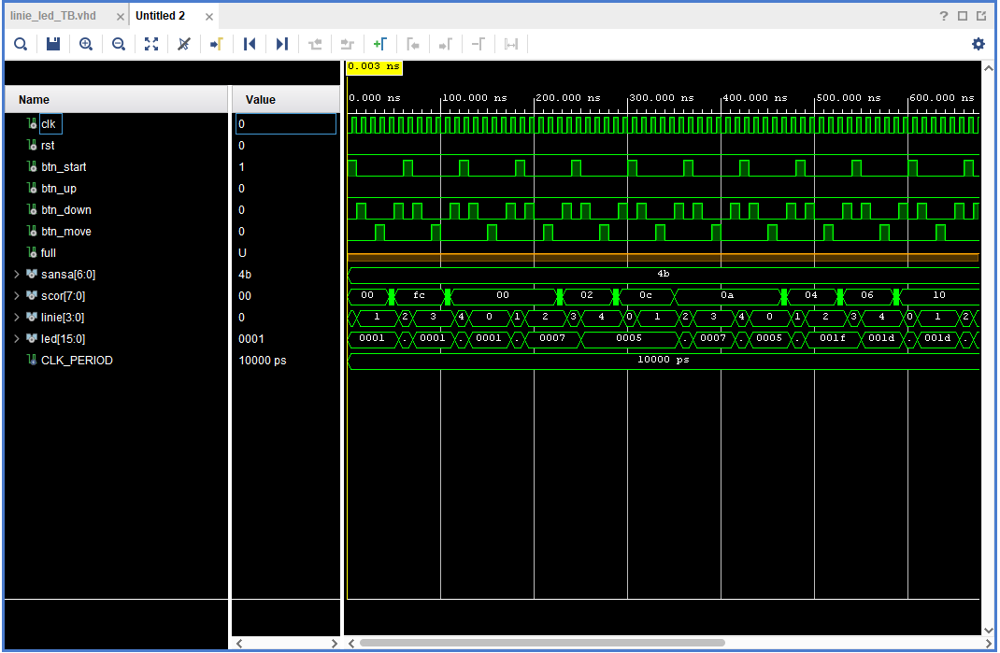 linie_led_TB.vhd × Untitled 2 ×
?
0.003 ns
0.000 ns 100.000 ns 200.000 ns 300.000 ns 400.000 ns 500.000 ns 600.000 ns
Name Value
clk 0
rst 0
btn_start 1
btn_up 0
btn_down 0
btn_move 0
full U
sansa[6:0] 4b 4b
scor[7:0] 00 00 fc 00 02 0c 0a 04 06 10
linie[3:0] 0 1 2 3 4 0 1 2 3 4 0 1 2 3 4 0 1 2 3 4 0 1 2
led[15:0] 0001 0001 . 0001 . 0001 . 0007 0005 . 0007 . 0005 . 001f 001d . 001d .
CLK_PERIOD 10000 ps 10000 ps